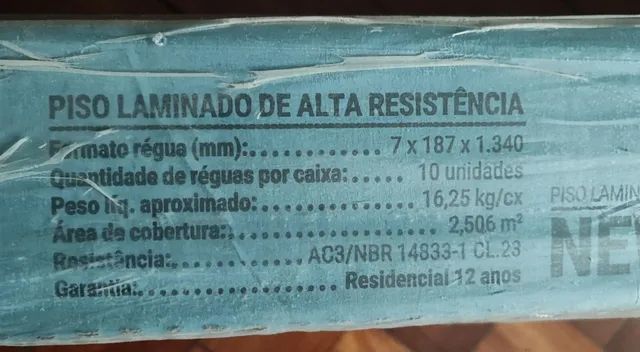 PISO LAMINADO DE ALTA RESISTÊNCIA
Formato régua (mm):............... 7 x 187 x 1.340
Quantidade de réguas por caixa:..... 10 unidades
Peso líq. aproximado:............... 16,25 kg/cx
Área de cobertura:..................... 2,506 m²
Resistência:............. AC3/NBR 14833-1 CL.23
Garantia:................. Residencial 12 anos
PISO LAMIN
NE